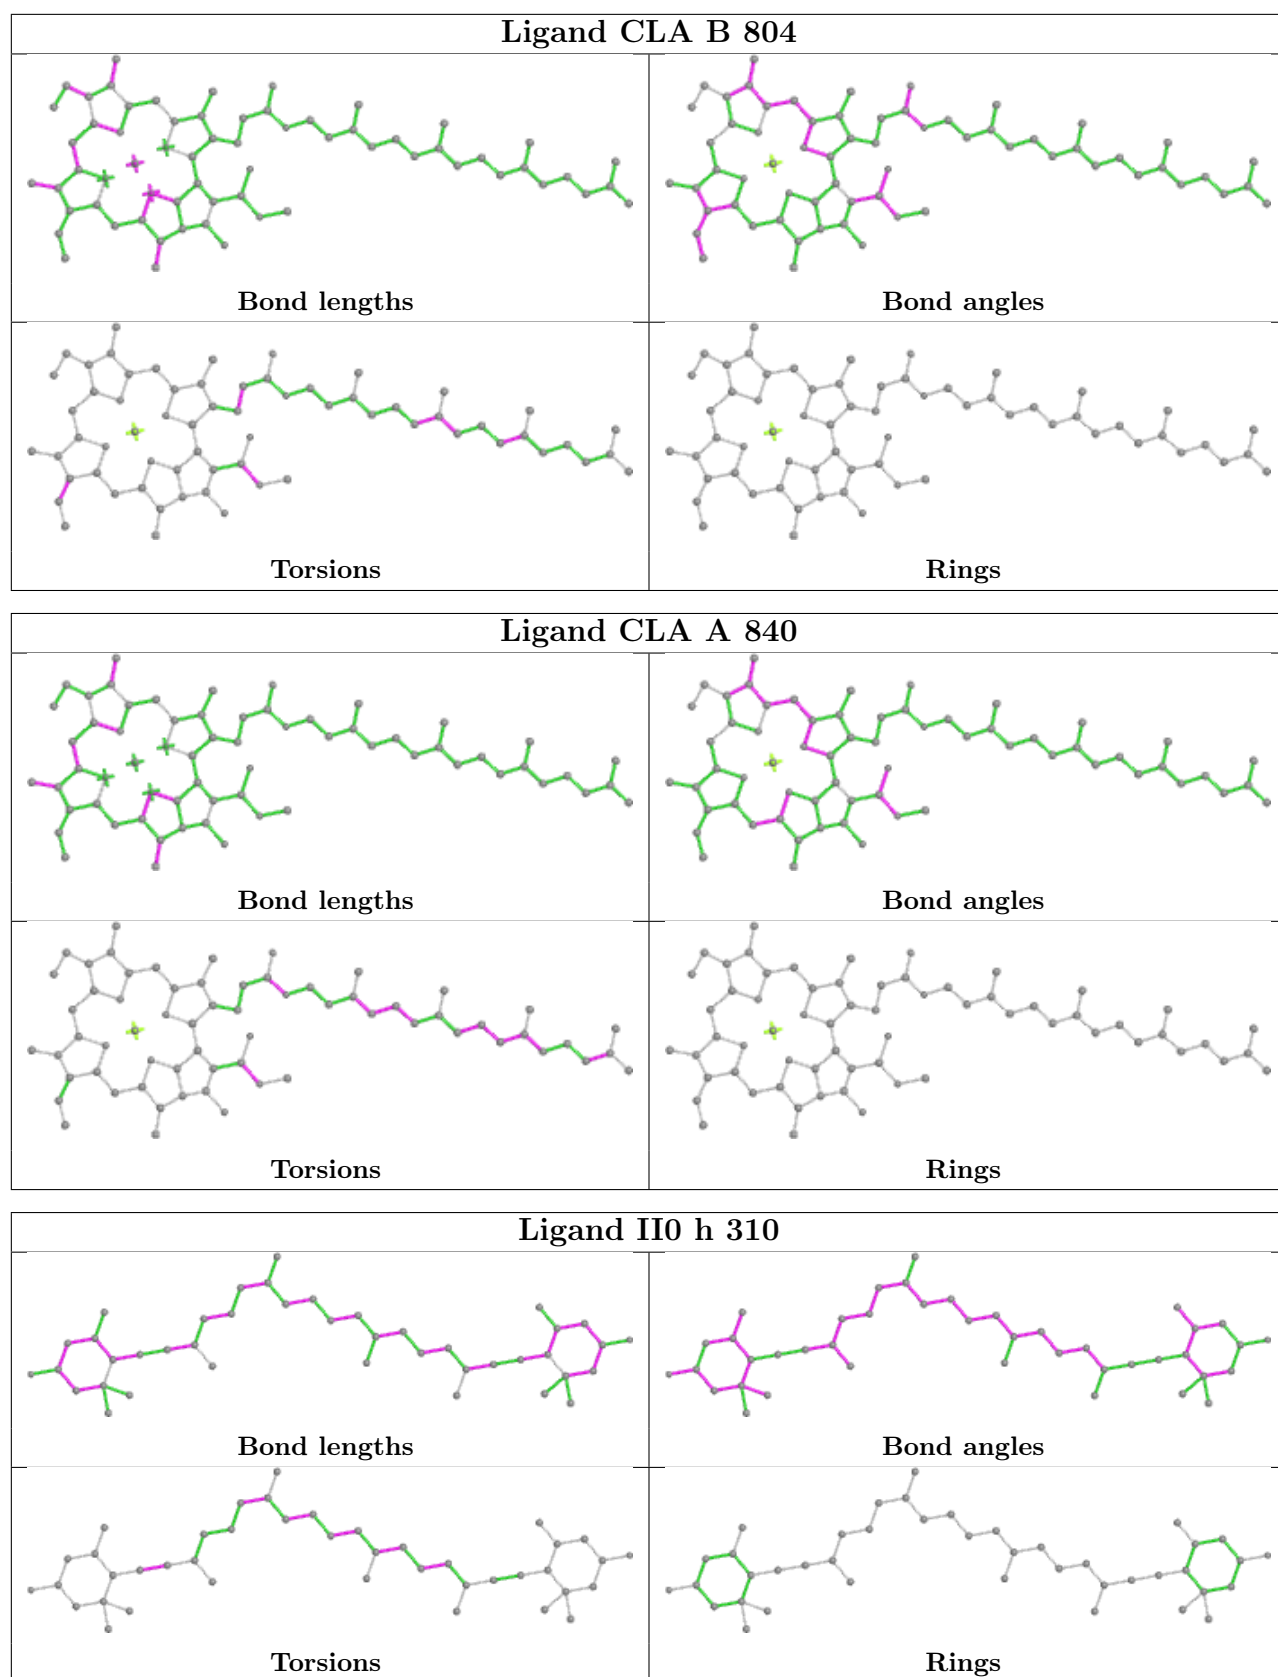 Ligand CLA B 804
Bond lengths
Bond angles
Torsions
Rings
Ligand CLA A 840
Bond lengths
Bond angles
Torsions
Rings
Ligand II0 h 310
Bond lengths
Bond angles
Torsions
Rings